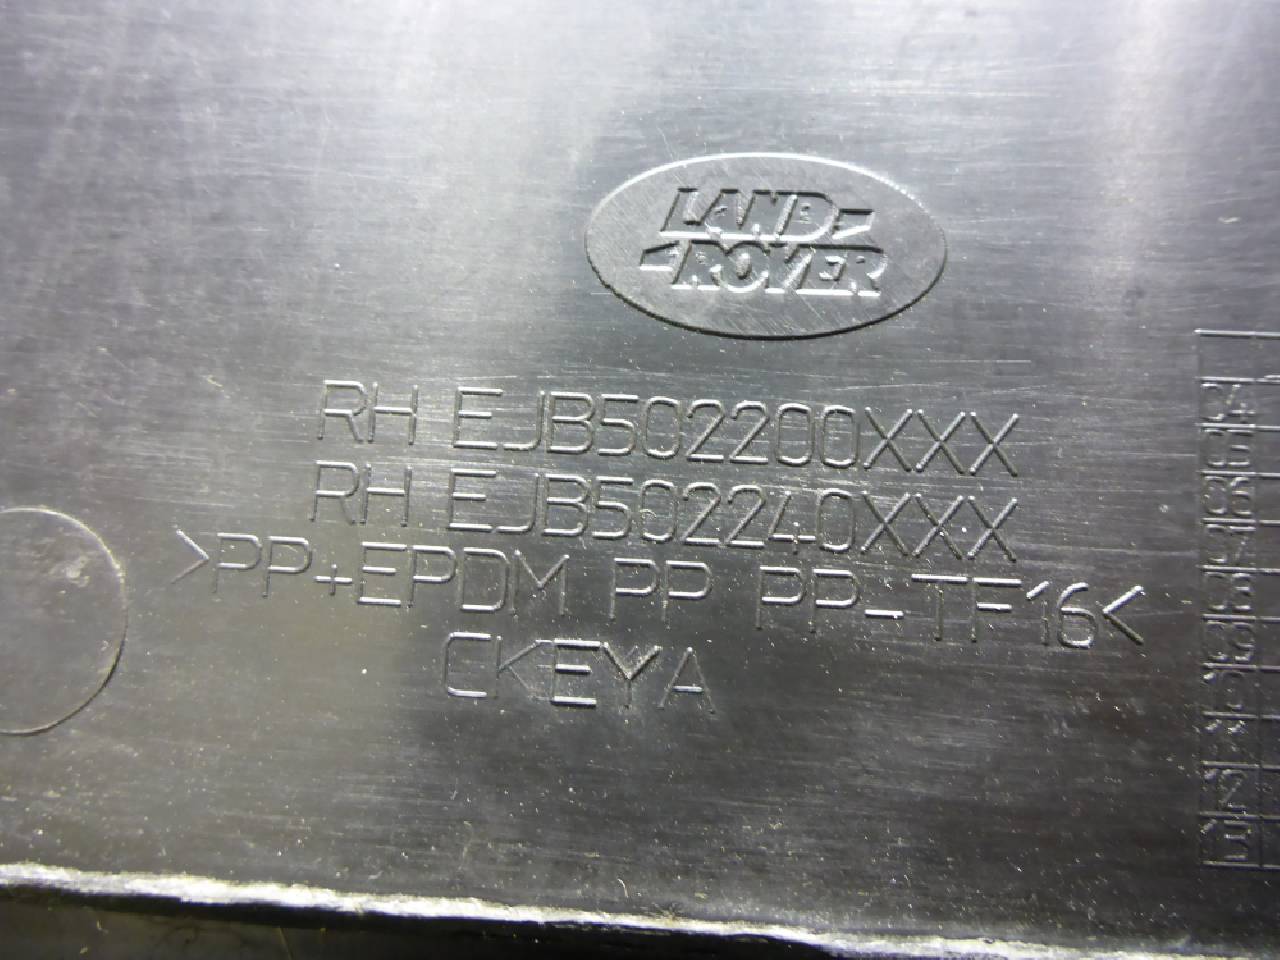 LAND
ROVER
RH EJB502200XXX
RH EJB502240XXX
>PP+EPDM PP PP-TF16<
CKEYA